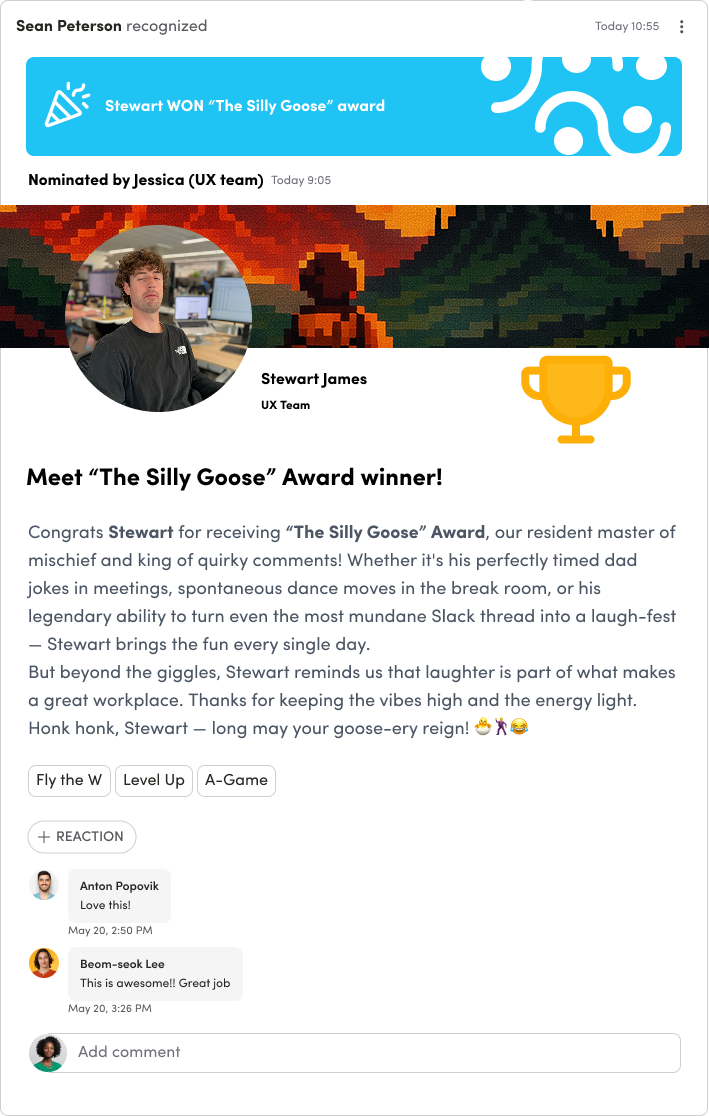 Sean Peterson recognized
Today 10:55
Stewart WON “The Silly Goose” award
Nominated by Jessica (UX team) Today 9:05
Stewart James
UX Team
Meet “The Silly Goose” Award winner!
Congrats Stewart for receiving “The Silly Goose” Award, our resident master of
mischief and king of quirky comments! Whether it's his perfectly timed dad
jokes in meetings, spontaneous dance moves in the break room, or his
legendary ability to turn even the most mundane Slack thread into a laugh-fest
— Stewart brings the fun every single day.
But beyond the giggles, Stewart reminds us that laughter is part of what makes
a great workplace. Thanks for keeping the vibes high and the energy light.
Honk honk, Stewart — long may your goose-ery reign! 🐣🕺😂
Fly the W
Level Up
A-Game
+ REACTION
Anton Popovik
Love this!
May 20, 2:50 PM
Beom-seok Lee
This is awesome!! Great job
May 20, 3:26 PM
Add comment